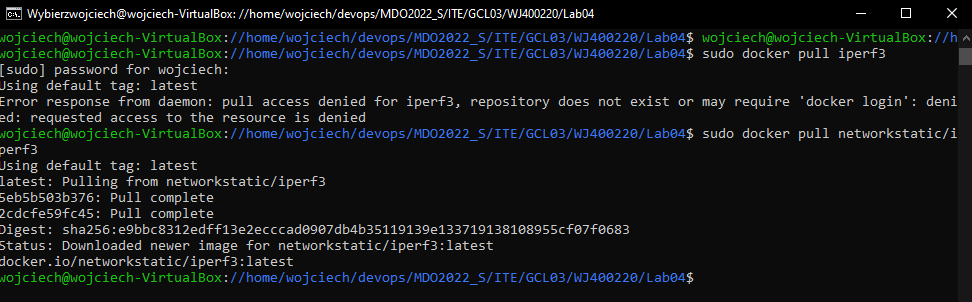 Wybierzwojciech@wojciech-VirtualBox: //home/wojciech/devops/MDO2022_S/ITE/GCL03/WJ400220/Lab04
wojciech@wojciech-VirtualBox://home/wojciech/devops/MDO2022_S/ITE/GCL03/WJ400220/Lab04$ wojciech@wojciech-VirtualBox://h
wojciech@wojciech-VirtualBox://home/wojciech/devops/MDO2022_S/ITE/GCL03/WJ400220/Lab04$ sudo docker pull iperf3
[sudo] password for wojciech:
Using default tag: latest
Error response from daemon: pull access denied for iperf3, repository does not exist or may require 'docker login': deni
ed: requested access to the resource is denied
wojciech@wojciech-VirtualBox://home/wojciech/devops/MDO2022_S/ITE/GCL03/WJ400220/Lab04$ sudo docker pull networkstatic/i
perf3
Using default tag: latest
latest: Pulling from networkstatic/iperf3
5eb5b503b376: Pull complete
2cdcfe59fc45: Pull complete
Digest: sha256:e9bbc8312edff13e2ecccad0907db4b35119139e133719138108955cf07f0683
Status: Downloaded newer image for networkstatic/iperf3:latest
docker.io/networkstatic/iperf3:latest
wojciech@wojciech-VirtualBox://home/wojciech/devops/MDO2022_S/ITE/GCL03/WJ400220/Lab04$